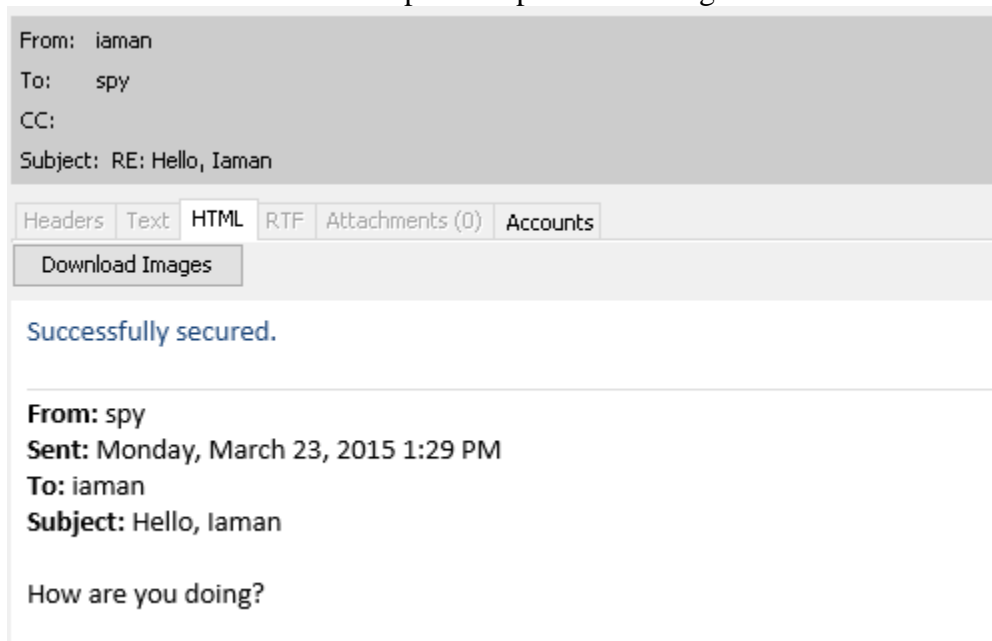 From: iaman
To: spy
CC:
Subject: RE: Hello, Iaman
Headers Text HTML RTF Attachments (0) Accounts
Download Images
Successfully secured.
From: spy
Sent: Monday, March 23, 2015 1:29 PM
To: iaman
Subject: Hello, Iaman
How are you doing?